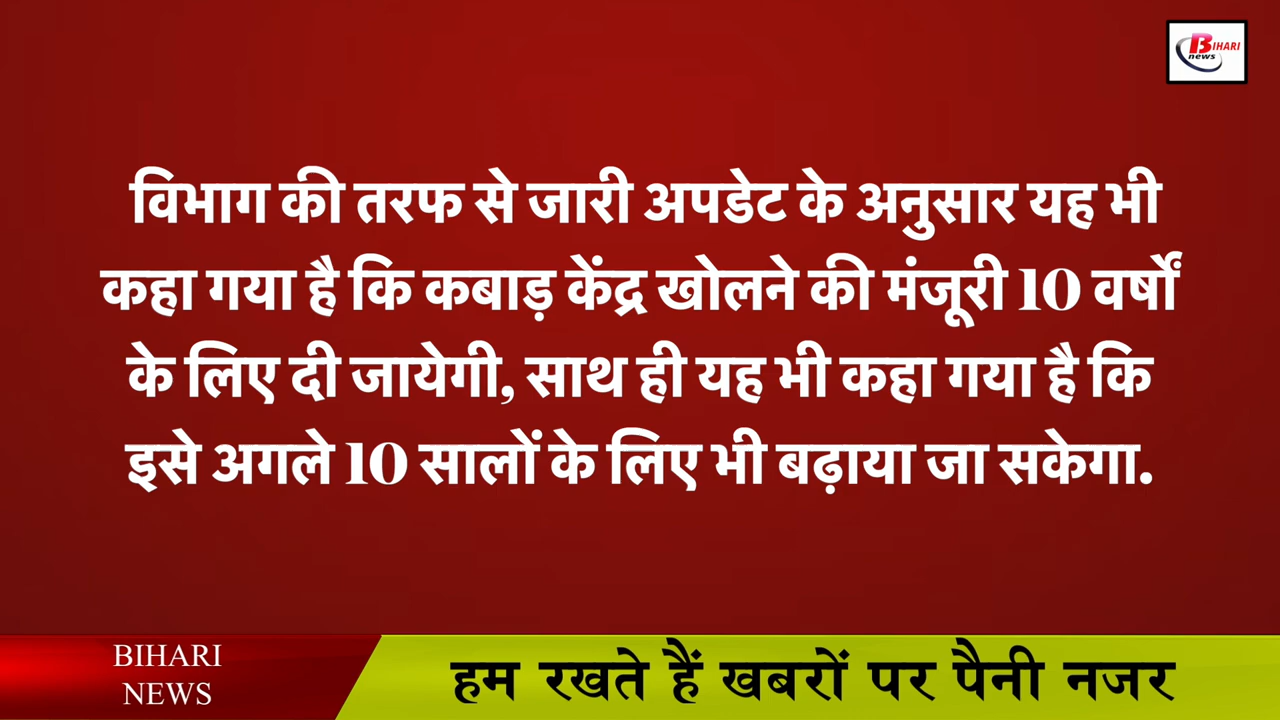 BIHARI
news
विभाग की तरफ से जारी अपडेट के अनुसार यह भी
कहा गया है कि कबाड़ केंद्र खोलने की मंजूरी 10 वर्षों
के लिए दी जायेगी, साथ ही यह भी कहा गया है कि
इसे अगले 10 सालों के लिए भी बढ़ाया जा सकेगा.
BIHARI
NEWS
हम रखते हैं खबरों पर पैनी नजर